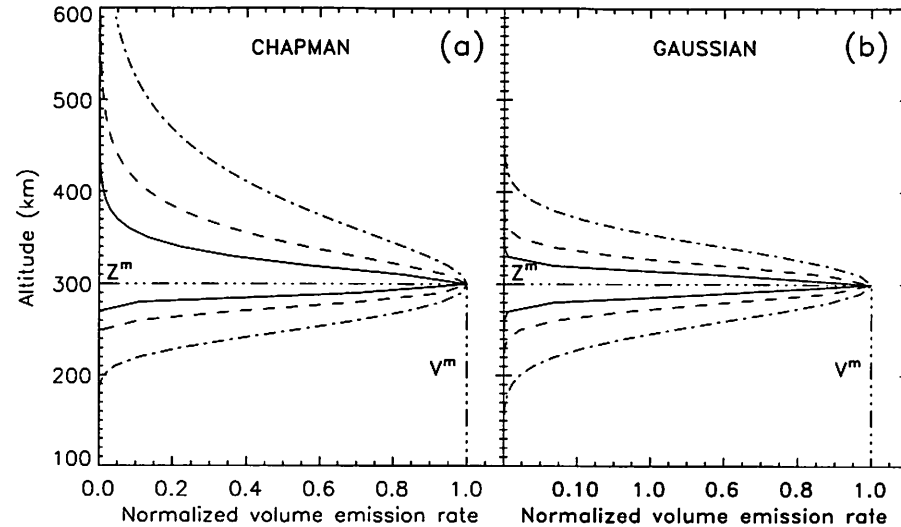 600
500
400
300
200
100
Altitude (km)
CHAPMAN
(a)
Z^m
V^m
0.0 0.2 0.4 0.6 0.8 1.0
Normalized volume emission rate
GAUSSIAN
(b)
Z^m
V^m
0.10 1.0 0.6 0.8 1.0
Normalized volume emission rate